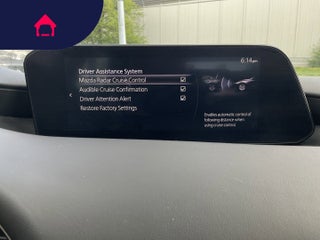 6:14am
Driver Assistance System
Mazda Radar Cruise Control
Audible Cruise Confirmation
Driver Attention Alert
Restore Factory Settings
Enables automatic control of
following distance when
using cruise control.